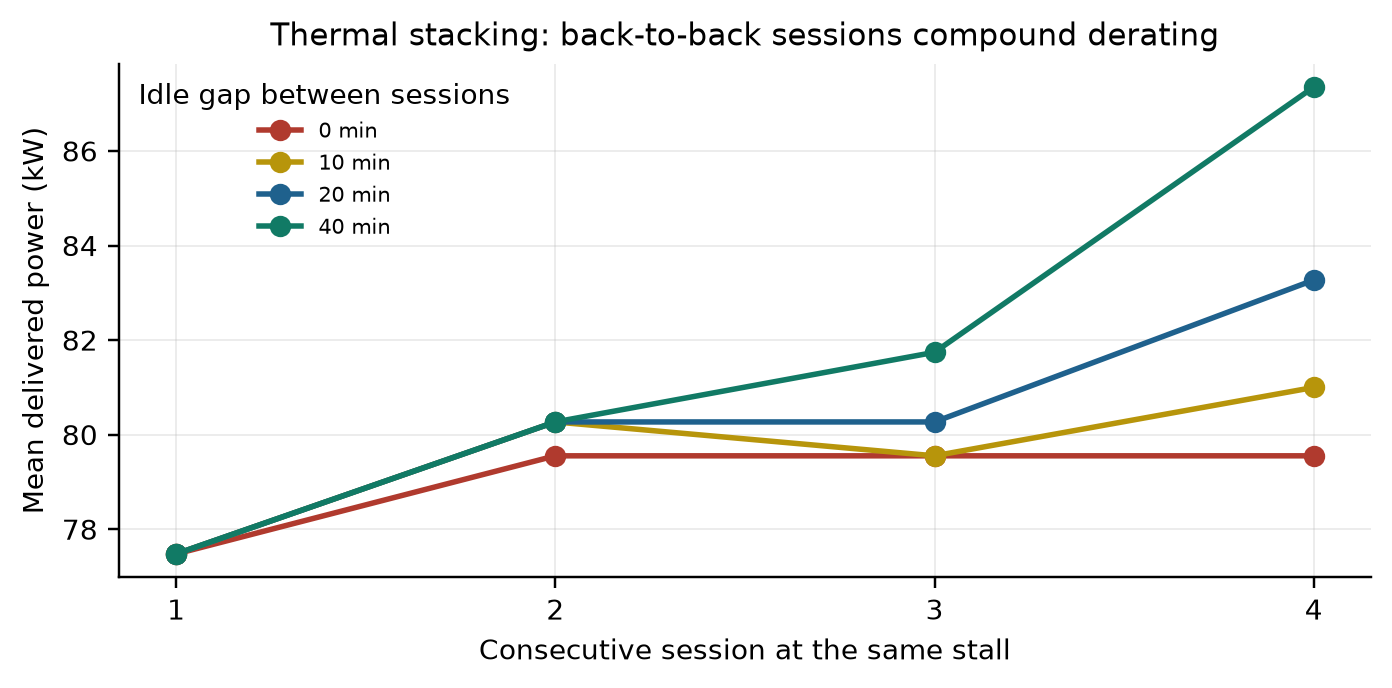 Thermal stacking: back-to-back sessions compound derating
Idle gap between sessions
0 min
10 min
20 min
40 min
Mean delivered power (kW)
86
84
82
80
78
1
2
3
4
Consecutive session at the same stall